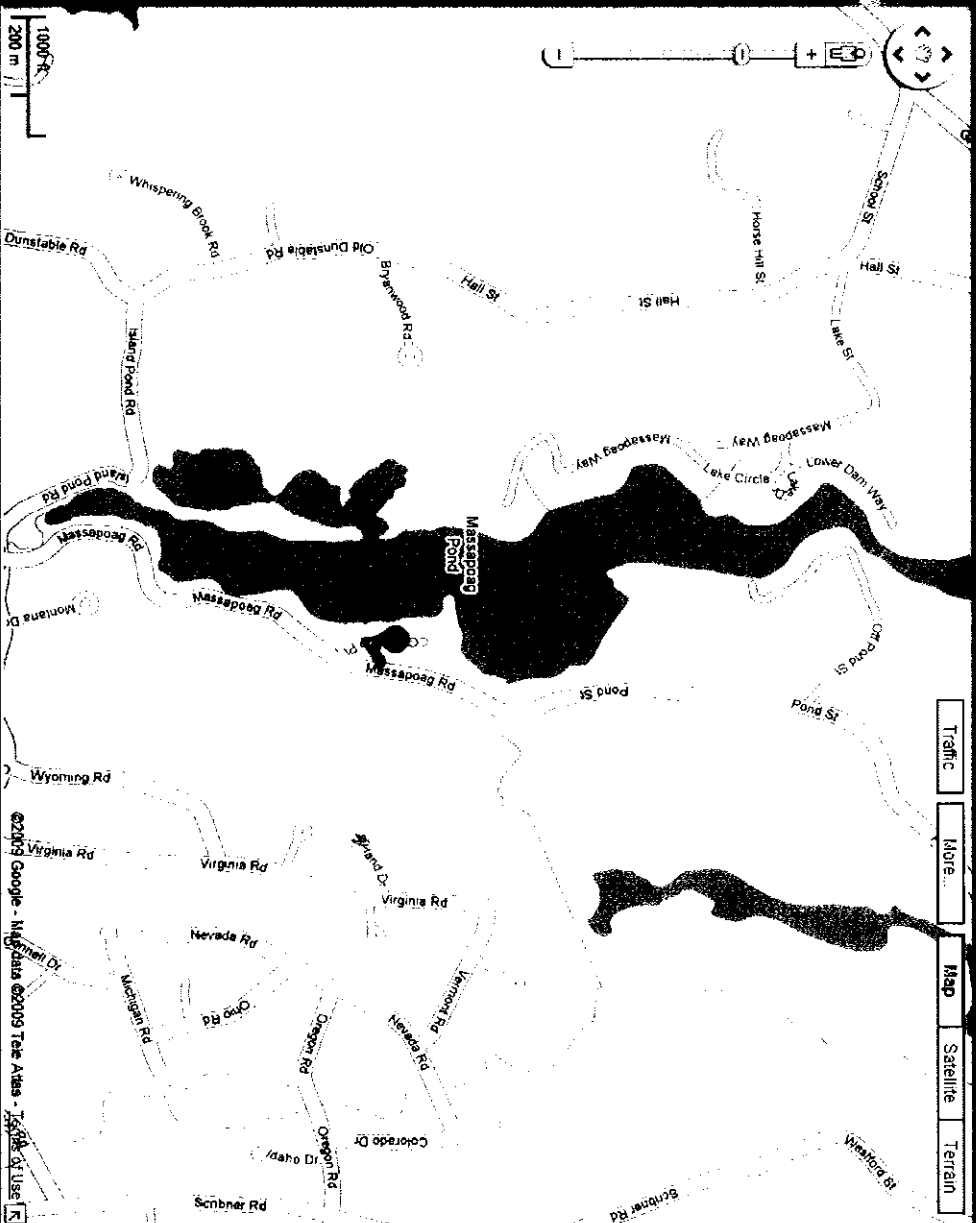 Traffic
More...
Map
Satellite
Terrain
School St
Hall St
Horse Hill St
Hall St
Hall St
Lake St
Old Dunstable Rd
Whispering Brook Rd
Dunstable Rd
Bryanwood Rd
Island Pond Rd
Island Pond Rd
Massapoag Way
Massapoag Way
Lake Circle
Lower Dam Way
Massapoag
Pond
Massapoag Rd
Massapoag Rd
Massapoag Rd
Montana Dr
Off Pond St
Pond St
Pond St
Wyoming Rd
Virginia Rd
Virginia Rd
Virginia Rd
Nevada Rd
Nevada Rd
Vermont Rd
Michigan Rd
Ohio Rd
Oregon Rd
Oregon Rd
Colorado Dr
Idaho Dr
Scribner Rd
Scribner Rd
Westford St
1000 ft
200 m
©2009 Google - Map data ©2009 Tele Atlas - Terms of Use